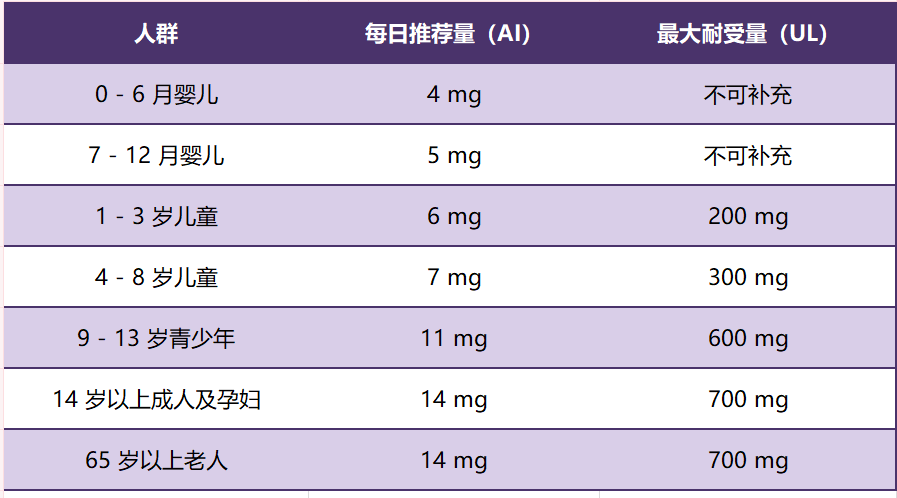 人群 每日推荐量（AI） 最大耐受量（UL）
0 - 6 月婴儿 4 mg 不可补充
7 - 12 月婴儿 5 mg 不可补充
1 - 3 岁儿童 6 mg 200 mg
4 - 8 岁儿童 7 mg 300 mg
9 - 13 岁青少年 11 mg 600 mg
14 岁以上成人及孕妇 14 mg 700 mg
65 岁以上老人 14 mg 700 mg